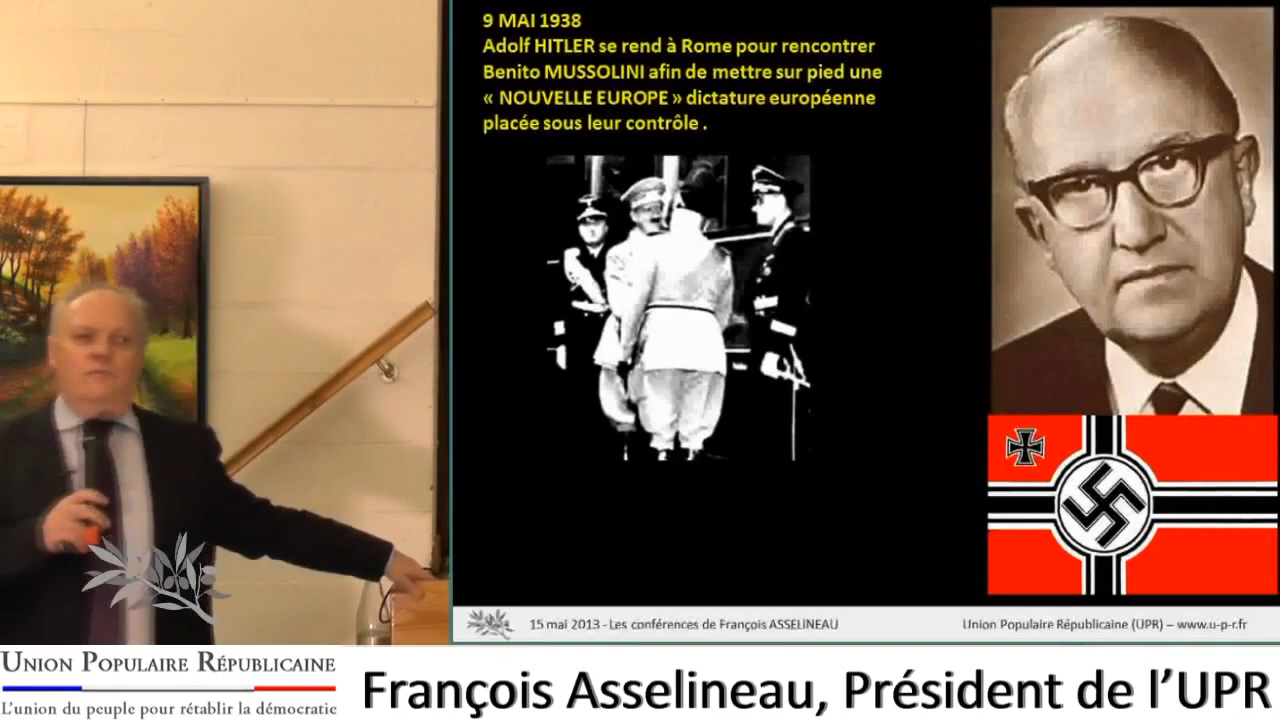 9 MAI 1938
Adolf HITLER se rend à Rome pour rencontrer
Benito MUSSOLINI afin de mettre sur pied une
« NOUVELLE EUROPE » dictature européenne
placée sous leur contrôle .
15 mai 2013 - Les conférences de François ASSELINEAU
Union Populaire Républicaine (UPR) – www.u-p-r.fr
UNION POPULAIRE RÉPUBLICAINE
L'union du peuple pour rétablir la démocratie
François Asselineau, Président de l'UPR